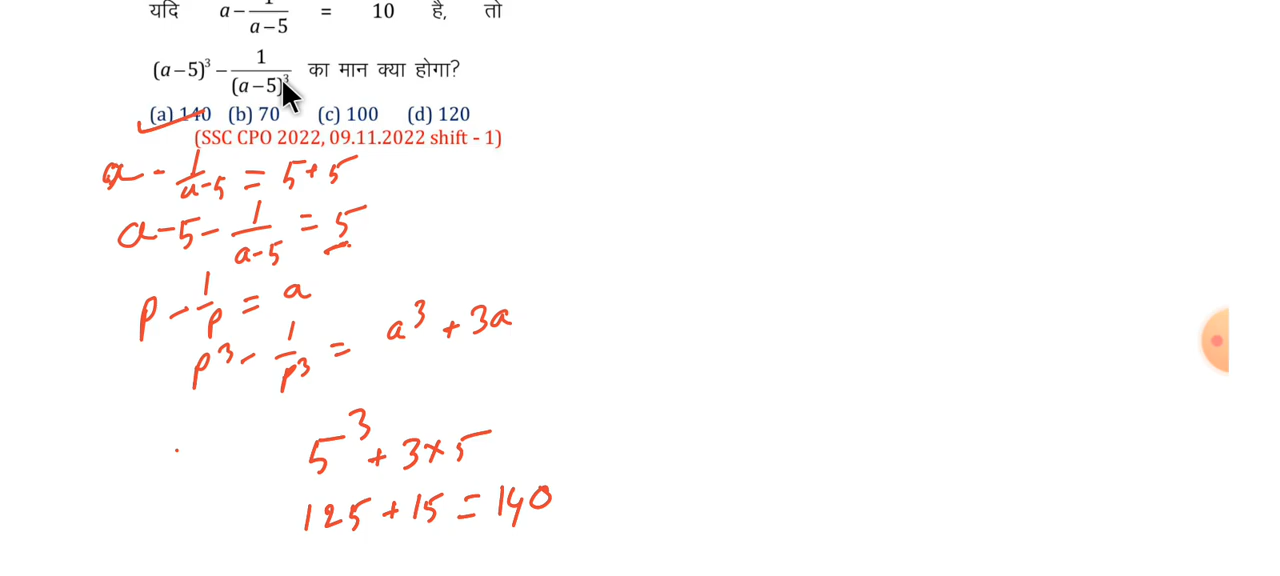 यदि a − 1/(a−5) = 10 है, तो
(a−5)³ − 1/(a−5)³ का मान क्या होगा?
(a) 140 (b) 70 (c) 100 (d) 120
(SSC CPO 2022, 09.11.2022 shift - 1)
a - 1/(a-5) = 5+5
a-5 - 1/(a-5) = 5
p - 1/p = a
p³ - 1/p³ = a³ + 3a
5³ + 3×5
125 + 15 = 140